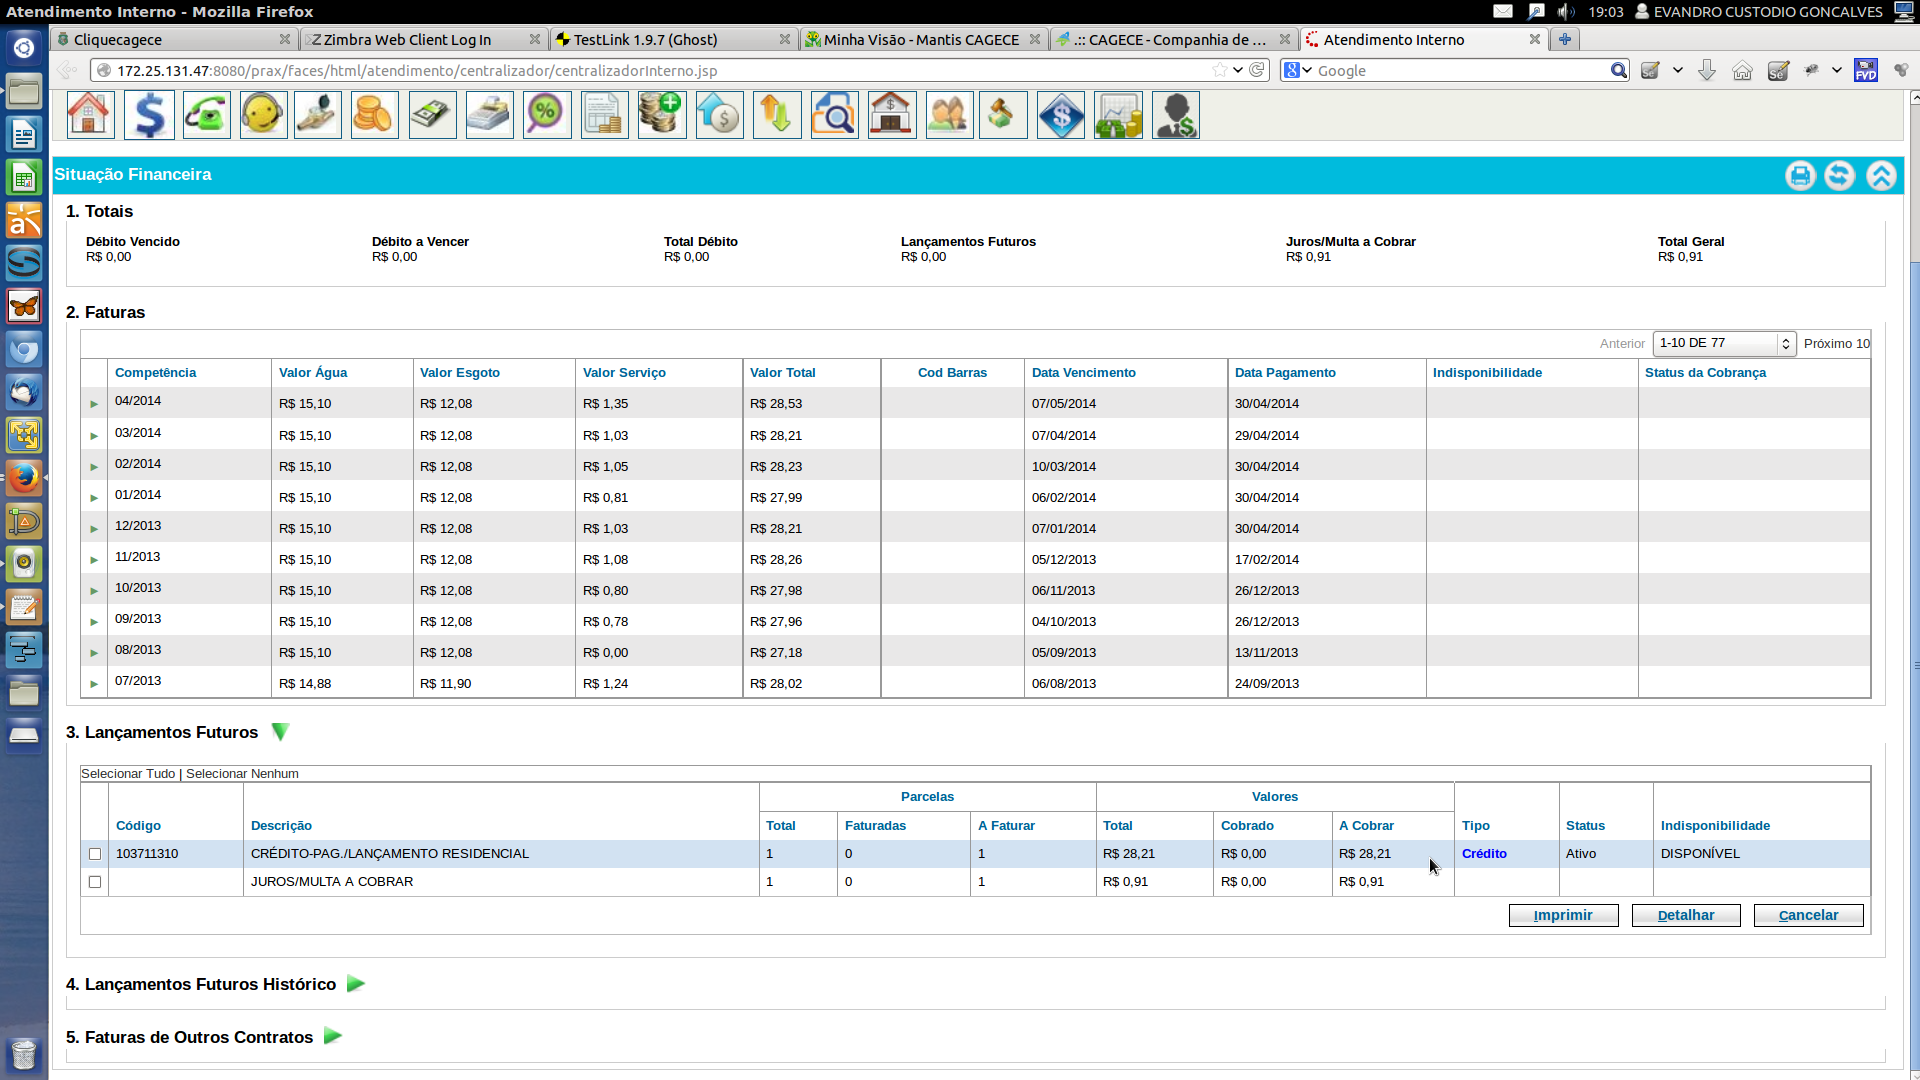 Atendimento Interno - Mozilla Firefox
19:03 EVANDRO CUSTODIO GONCALVES
Cliquecagece
Zimbra Web Client Log In
TestLink 1.9.7 (Ghost)
Minha Visão - Mantis CAGECE
.:: CAGECE - Companhia de ...
Atendimento Interno
172.25.131.47:8080/prax/faces/html/atendimento/centralizador/centralizadorInterno.jsp
Google
FVD
Situação Financeira
1. Totais
Débito Vencido Débito a Vencer Total Débito Lançamentos Futuros Juros/Multa a Cobrar Total Geral
R$ 0,00 R$ 0,00 R$ 0,00 R$ 0,00 R$ 0,91 R$ 0,91
2. Faturas
Anterior 1-10 DE 77 Próximo 10
Competência Valor Água Valor Esgoto Valor Serviço Valor Total Cod Barras Data Vencimento Data Pagamento Indisponibilidade Status da Cobrança
04/2014 R$ 15,10 R$ 12,08 R$ 1,35 R$ 28,53 07/05/2014 30/04/2014
03/2014 R$ 15,10 R$ 12,08 R$ 1,03 R$ 28,21 07/04/2014 29/04/2014
02/2014 R$ 15,10 R$ 12,08 R$ 1,05 R$ 28,23 10/03/2014 30/04/2014
01/2014 R$ 15,10 R$ 12,08 R$ 0,81 R$ 27,99 06/02/2014 30/04/2014
12/2013 R$ 15,10 R$ 12,08 R$ 1,03 R$ 28,21 07/01/2014 30/04/2014
11/2013 R$ 15,10 R$ 12,08 R$ 1,08 R$ 28,26 05/12/2013 17/02/2014
10/2013 R$ 15,10 R$ 12,08 R$ 0,80 R$ 27,98 06/11/2013 26/12/2013
09/2013 R$ 15,10 R$ 12,08 R$ 0,78 R$ 27,96 04/10/2013 26/12/2013
08/2013 R$ 15,10 R$ 12,08 R$ 0,00 R$ 27,18 05/09/2013 13/11/2013
07/2013 R$ 14,88 R$ 11,90 R$ 1,24 R$ 28,02 06/08/2013 24/09/2013
3. Lançamentos Futuros
Selecionar Tudo | Selecionar Nenhum
Parcelas Valores
Código Descrição Total Faturadas A Faturar Total Cobrado A Cobrar Tipo Status Indisponibilidade
103711310 CRÉDITO-PAG./LANÇAMENTO RESIDENCIAL 1 0 1 R$ 28,21 R$ 0,00 R$ 28,21 Crédito Ativo DISPONÍVEL
JUROS/MULTA A COBRAR 1 0 1 R$ 0,91 R$ 0,00 R$ 0,91
Imprimir Detalhar Cancelar
4. Lançamentos Futuros Histórico
5. Faturas de Outros Contratos